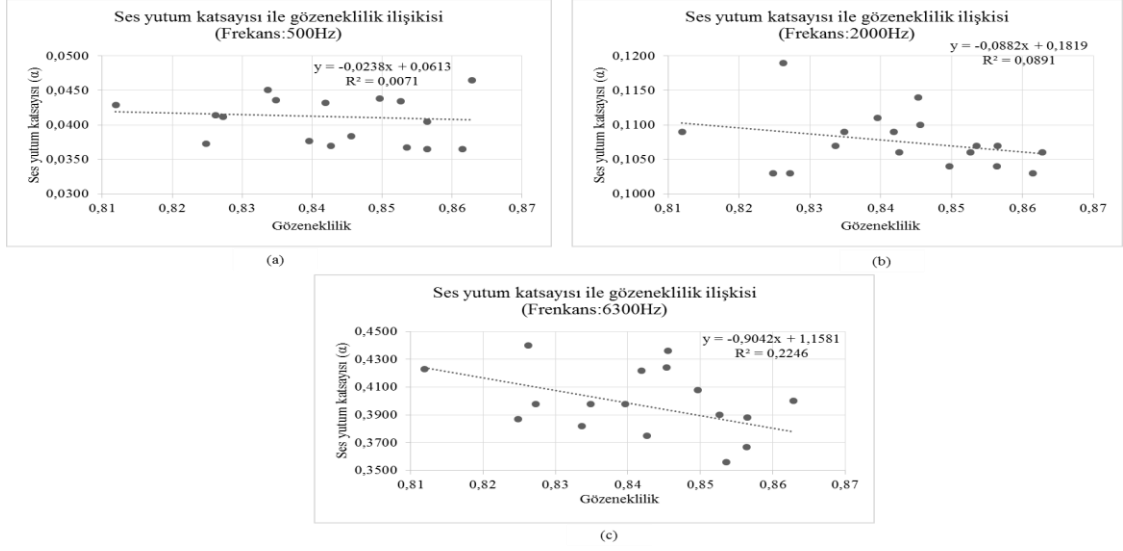 Ses yutum katsayısı ile gözeneklilik ilişikisi
(Frekans:500Hz)
y = -0,0238x + 0,0613
R² = 0,0071
Ses yutum katsayısı (α)
0,0500
0,0450
0,0400
0,0350
0,0300
0,81 0,82 0,83 0,84 0,85 0,86 0,87
Gözeneklilik
(a)
Ses yutum katsayısı ile gözeneklilik ilişkisi
(Frekans:2000Hz)
y = -0,0882x + 0,1819
R² = 0,0891
Ses yutum katsayısı (α)
0,1200
0,1150
0,1100
0,1050
0,1000
0,81 0,82 0,83 0,84 0,85 0,86 0,87
Gözeneklilik
(b)
Ses yutum katsayısı ile gözeneklilik ilişkisi
(Frenkans:6300Hz)
y = -0,9042x + 1,1581
R² = 0,2246
Ses yutum katsayısı (α)
0,4500
0,4300
0,4100
0,3900
0,3700
0,3500
0,81 0,82 0,83 0,84 0,85 0,86 0,87
Gözeneklilik
(c)